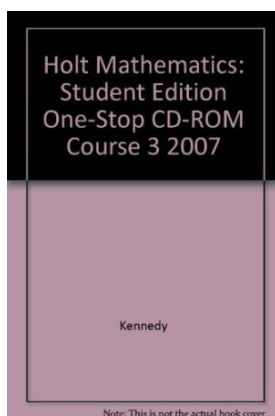 Holt Mathematics:
Student Edition
One-Stop CD-ROM
Course 3 2007
Kennedy
Note: This is not the actual book cover